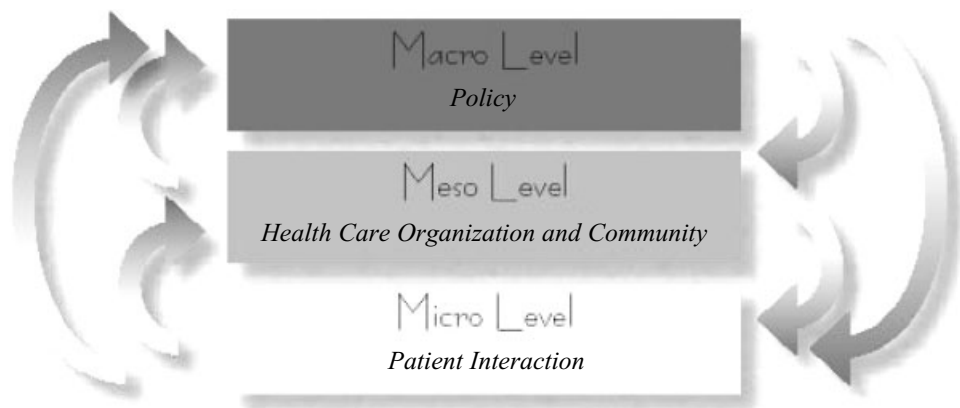 Macro Level
Policy
Meso Level
Health Care Organization and Community
Micro Level
Patient Interaction